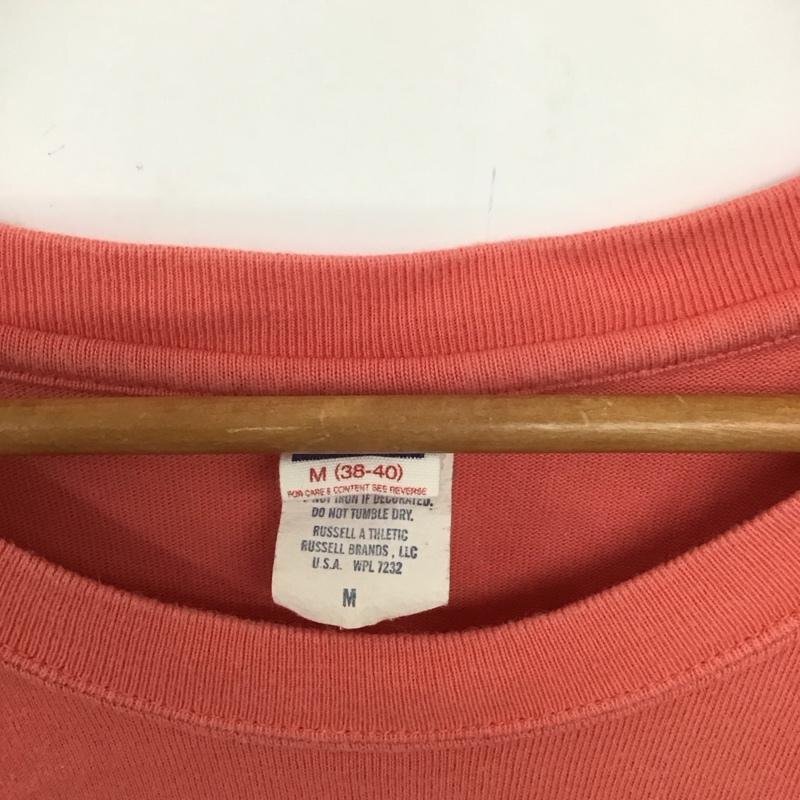 M (38-40)
FOR CARE & CONTENT SEE REVERSE
NOT IRON IF DECORATED.
DO NOT TUMBLE DRY.
RUSSELL ATHLETIC
RUSSELL BRANDS, LLC
U.S.A. WPL 7232
M